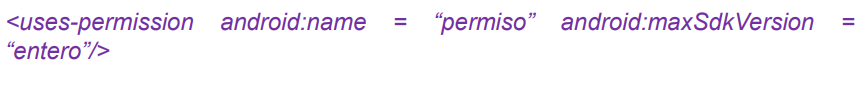 <uses-permission android:name = “permiso” android:maxSdkVersion =
“entero”/>